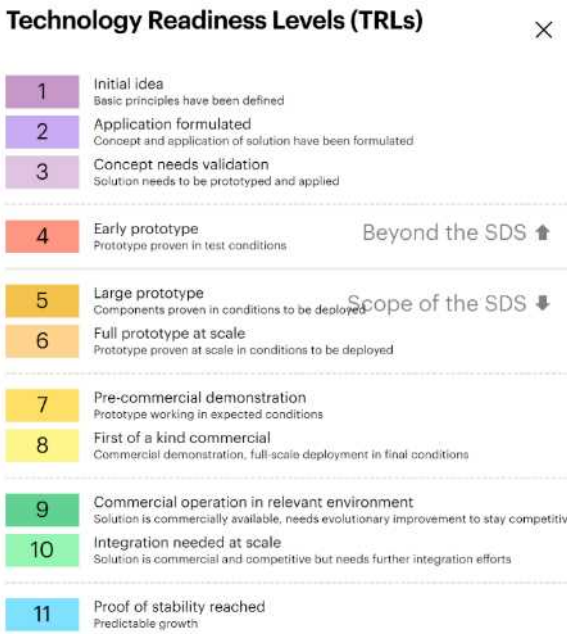 Technology Readiness Levels (TRLs)
1
Initial idea
Basic principles have been defined
2
Application formulated
Concept and application of solution have been formulated
3
Concept needs validation
Solution needs to be prototyped and applied
4
Early prototype
Prototype proven in test conditions
Beyond the SDS
5
Large prototype
Components proven in conditions to be deployed
Scope of the SDS
6
Full prototype at scale
Prototype proven at scale in conditions to be deployed
7
Pre-commercial demonstration
Prototype working in expected conditions
8
First of a kind commercial
Commercial demonstration, full-scale deployment in final conditions
9
Commercial operation in relevant environment
Solution is commercially available, needs evolutionary improvement to stay competitiv
10
Integration needed at scale
Solution is commercial and competitive but needs further integration efforts
11
Proof of stability reached
Predictable growth